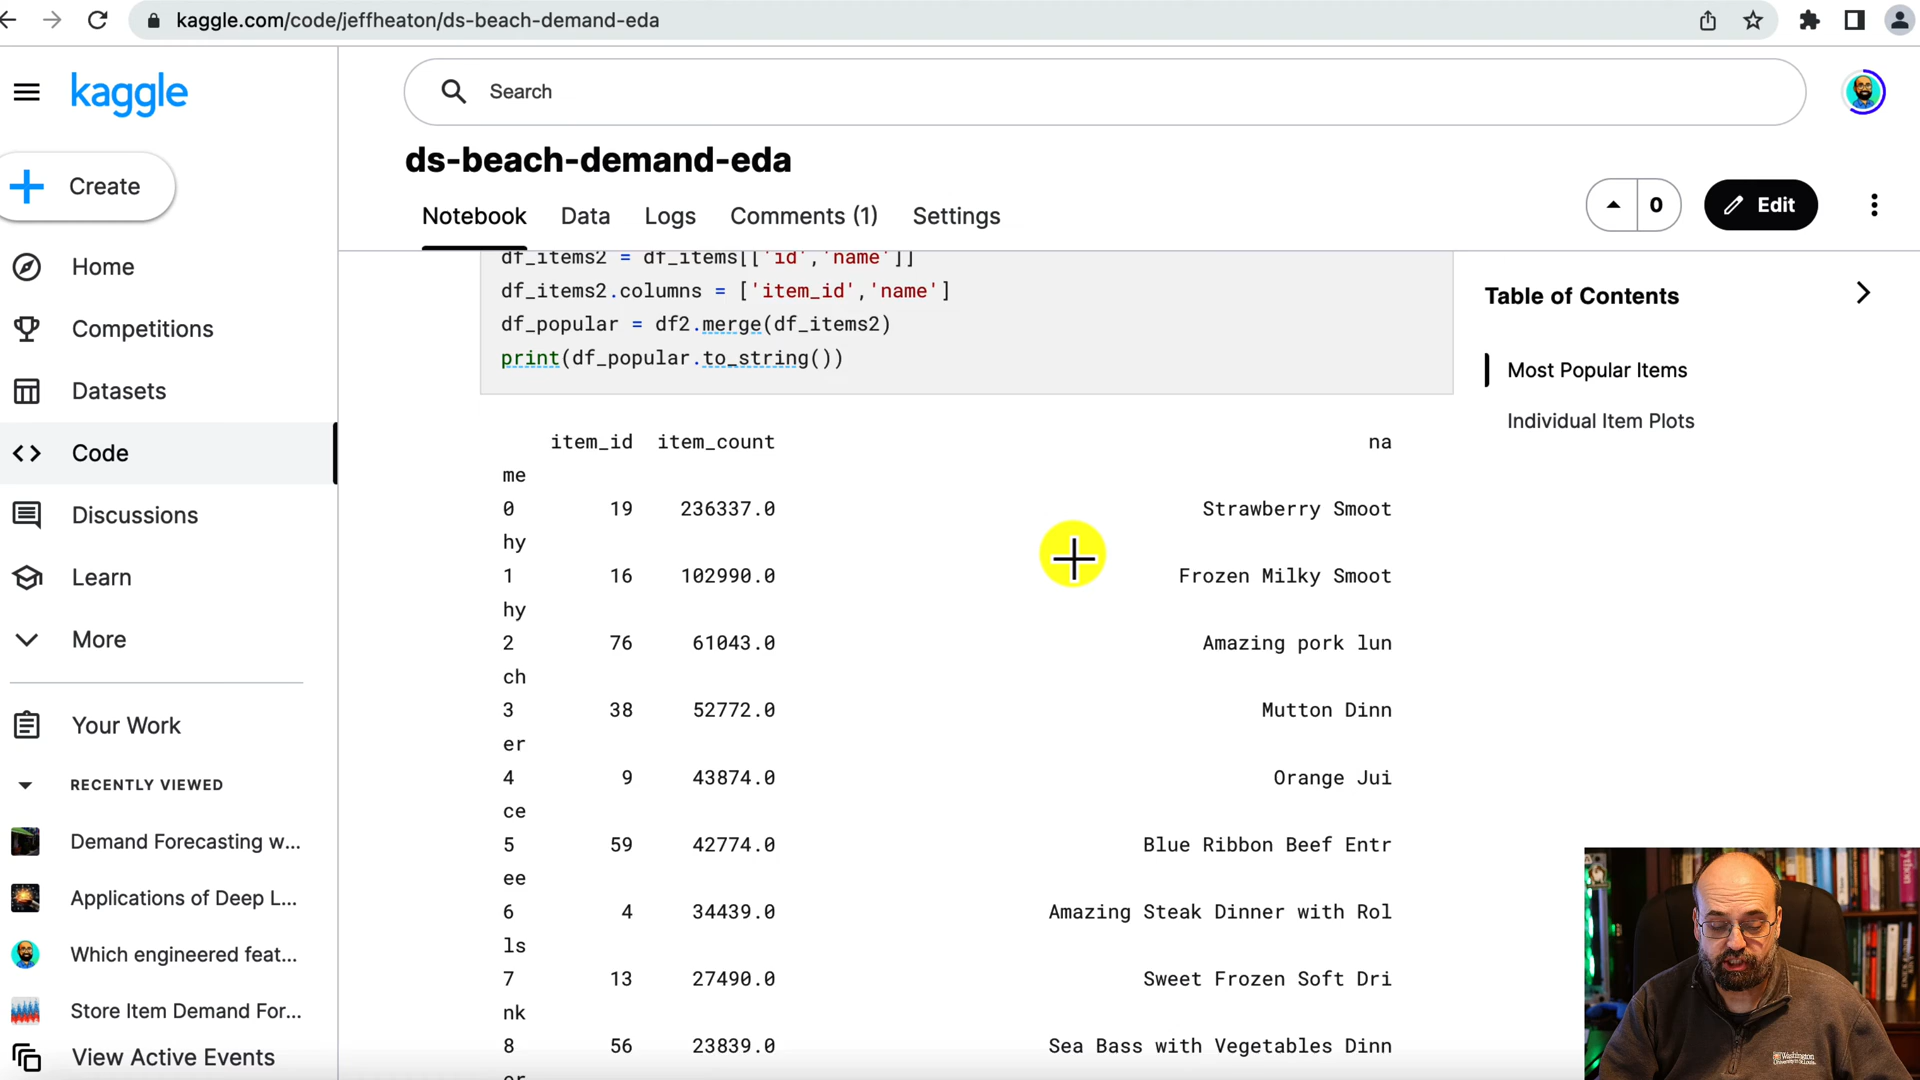 kaggle.com/code/jeffheaton/ds-beach-demand-eda
kaggle
Search
Create
ds-beach-demand-eda
0
Edit
Notebook
Data
Logs
Comments (1)
Settings
Home
Competitions
Datasets
Code
Discussions
Learn
More
Your Work
RECENTLY VIEWED
Demand Forecasting w...
Applications of Deep L...
Which engineered feat...
Store Item Demand For...
View Active Events
df_items2 = df_items[['id','name']]
df_items2.columns = ['item_id','name']
df_popular = df2.merge(df_items2)
print(df_popular.to_string())
item_id item_count na
me
0 19 236337.0 Strawberry Smoot
hy
1 16 102990.0 Frozen Milky Smoot
hy
2 76 61043.0 Amazing pork lun
ch
3 38 52772.0 Mutton Dinn
er
4 9 43874.0 Orange Jui
ce
5 59 42774.0 Blue Ribbon Beef Entr
ee
6 4 34439.0 Amazing Steak Dinner with Rol
ls
7 13 27490.0 Sweet Frozen Soft Dri
nk
8 56 23839.0 Sea Bass with Vegetables Dinn
er
Table of Contents
Most Popular Items
Individual Item Plots
Washington